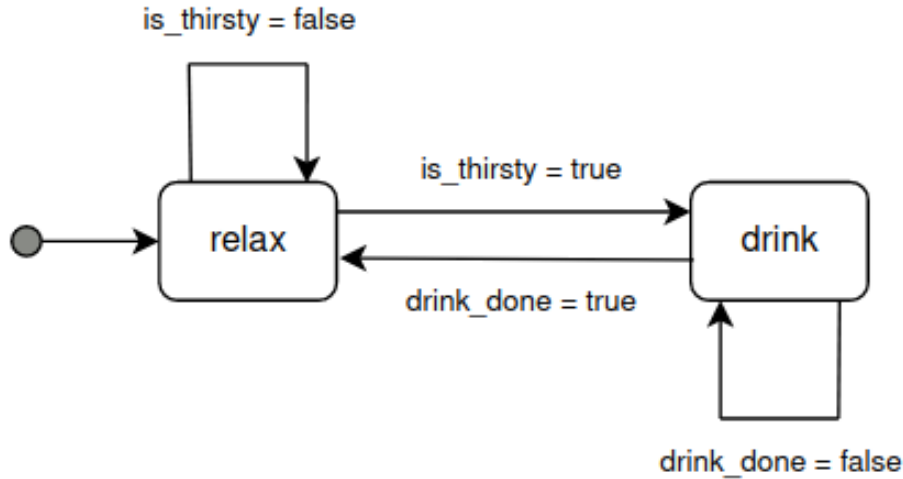 is_thirsty = false
is_thirsty = true
relax
drink
drink_done = true
drink_done = false